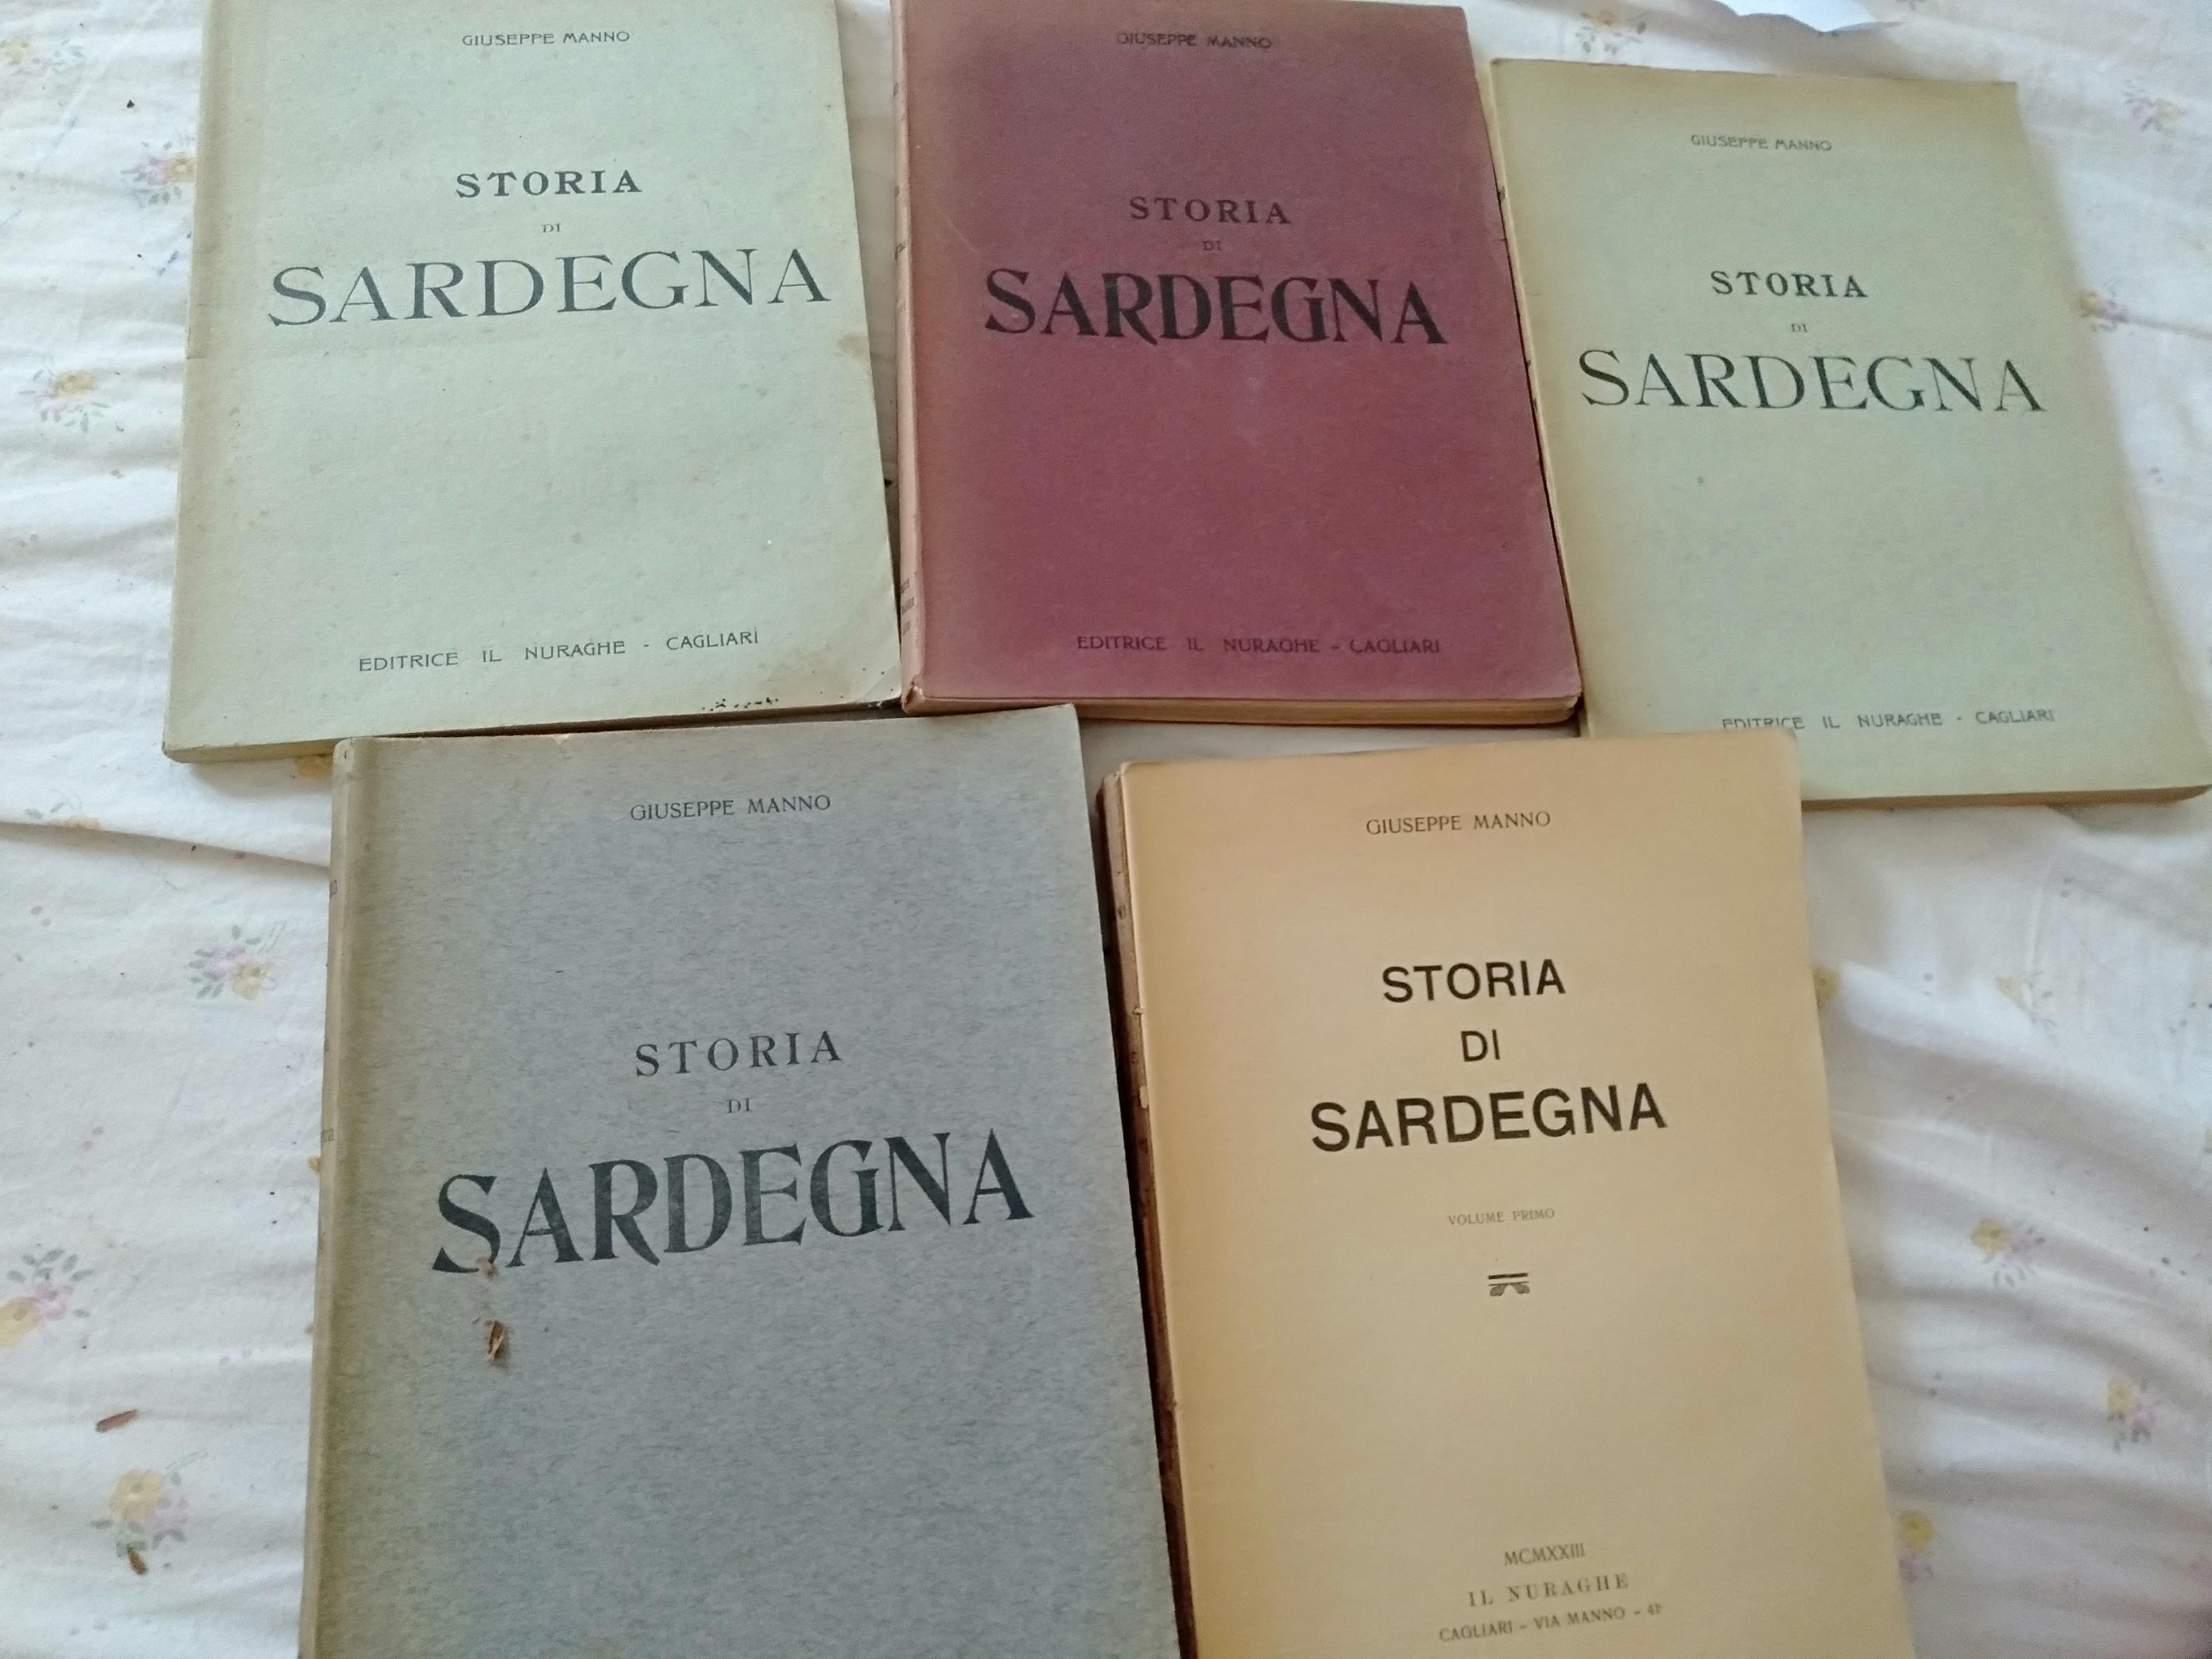 GIUSEPPE MANNO
STORIA
DI
SARDEGNA
EDITRICE IL NURAGHE - CAGLIARI
GIUSEPPE MANNO
STORIA
DI
SARDEGNA
EDITRICE IL NURAGHE - CAGLIARI
GIUSEPPE MANNO
STORIA
DI
SARDEGNA
EDITRICE IL NURAGHE - CAGLIARI
GIUSEPPE MANNO
STORIA
DI
SARDEGNA
GIUSEPPE MANNO
STORIA
DI
SARDEGNA
VOLUME PRIMO
MCMXXIII
IL NURAGHE
CAGLIARI - VIA MANNO -